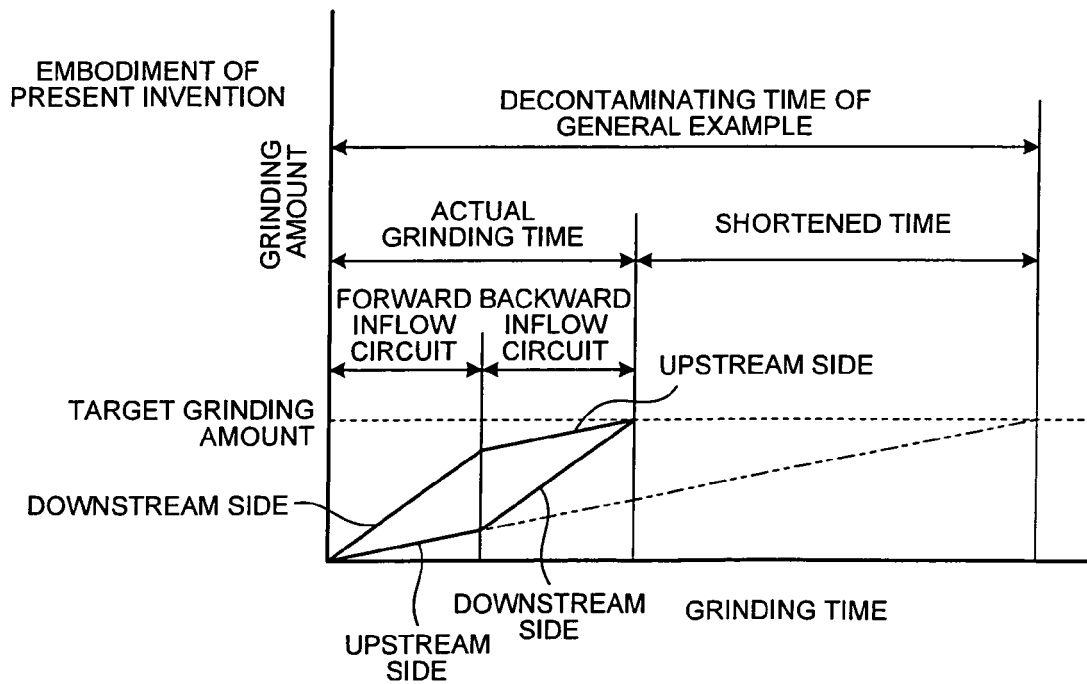 EMBODIMENT OF
PRESENT INVENTION
GRINDING
AMOUNT
DECONTAMINATING TIME OF
GENERAL EXAMPLE
ACTUAL
GRINDING TIME
SHORTENED TIME
FORWARD
INFLOW
CIRCUIT
BACKWARD
INFLOW
CIRCUIT
UPSTREAM SIDE
TARGET GRINDING
AMOUNT
DOWNSTREAM SIDE
DOWNSTREAM
SIDE
GRINDING TIME
UPSTREAM
SIDE